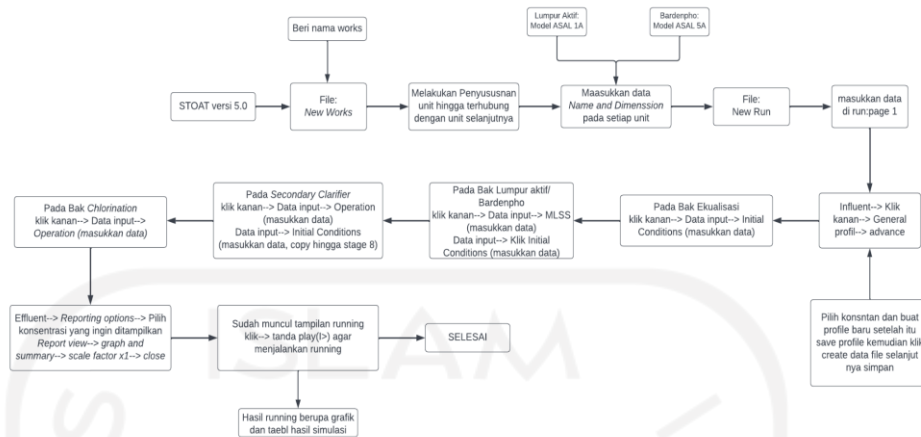 Beri nama works
Lumpur Aktif:
Model ASAL 1A
Bardenpho:
Model ASAL 5A
STOAT versi 5.0
File:
New Works
Melakukan Penyususnan
unit hingga terhubung
dengan unit selanjutnya
Maasukkan data
Name and Dimenssion
pada setiap unit
File:
New Run
masukkan data
di run:page 1
Influent--> Klik
kanan--> General
profil--> advance
Pilih konsntan dan buat
profile baru setelah itu
save profile kemudian klik
create data file selanjut
nya simpan
Pada Bak Ekualisasi
klik kanan--> Data input--> Initial
Conditions (masukkan data)
Pada Bak Lumpur aktif/
Bardenpho
klik kanan--> Data input--> MLSS
(masukkan data)
Data input--> Klik Initial
Conditions (masukkan data)
Pada Secondary Clarifier
klik kanan--> Data input--> Operation
(masukkan data)
Data input--> Initial Conditions
(masukkan data, copy hingga stage 8)
Pada Bak Chlorination
klik kanan--> Data input-->
Operation (masukkan data)
Effluent--> Reporting options--> Pilih
konsentrasi yang ingin ditampilkan
Report view--> graph and
summary--> scale factor x1--> close
Sudah muncul tampilan running
klik--> tanda play(I>) agar
menjalankan running
SELESAI
Hasil running berupa grafik
dan taebl hasil simulasi
ISLAM